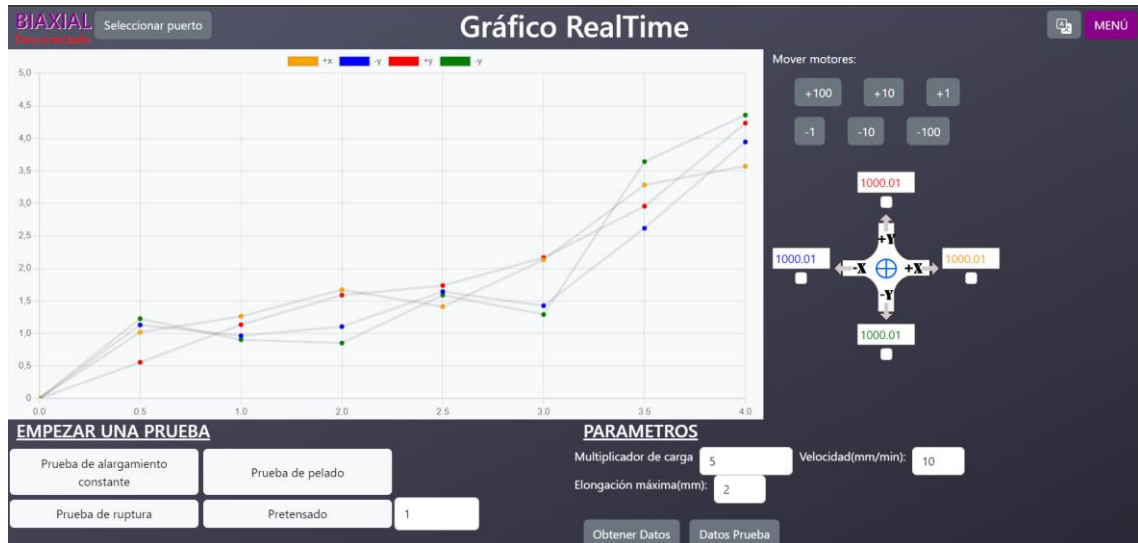 BIAXIAL
Desconectado
Seleccionar puerto
Gráfico RealTime
MENÚ
+x -y +y -y
5,0
4,5
4,0
3,5
3,0
2,5
2,0
1,5
1,0
0,5
0
0.0 0.5 1.0 2.0 2.5 3.0 3.5 4.0
Mover motores:
+100 +10 +1
-1 -10 -100
1000.01
+Y
1000.01 -X +X 1000.01
-Y
1000.01
EMPEZAR UNA PRUEBA
Prueba de alargamiento
constante
Prueba de pelado
Prueba de ruptura
Pretensado
1
PARAMETROS
Multiplicador de carga 5 Velocidad(mm/min): 10
Elongación máxima(mm): 2
Obtener Datos Datos Prueba